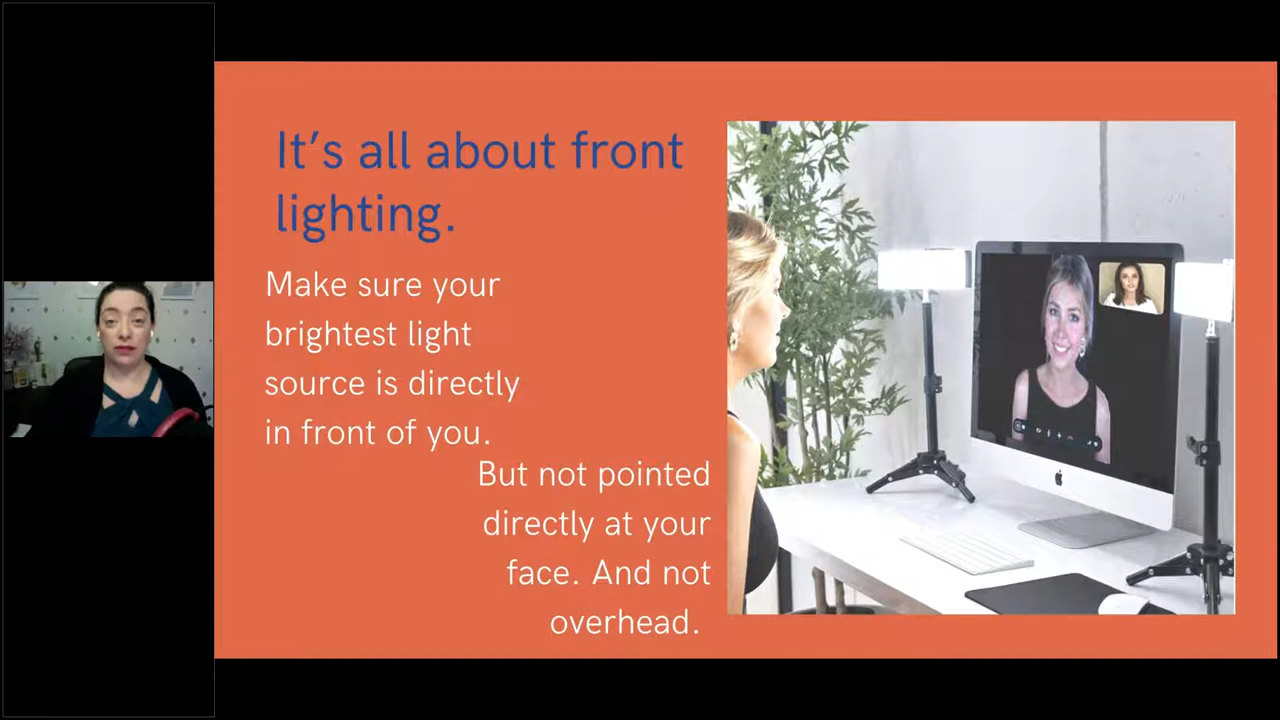 It's all about front
lighting.
Make sure your
brightest light
source is directly
in front of you.
But not pointed
directly at your
face. And not
overhead.